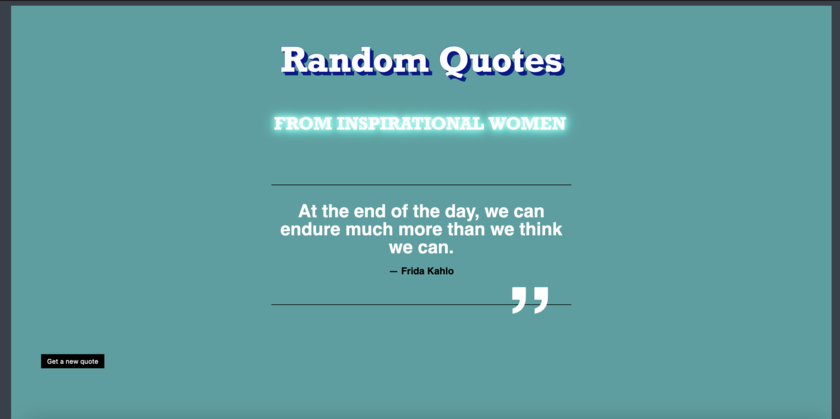 Random Quotes
FROM INSPIRATIONAL WOMEN
At the end of the day, we can
endure much more than we think
we can.
— Frida Kahlo
”
Get a new quote